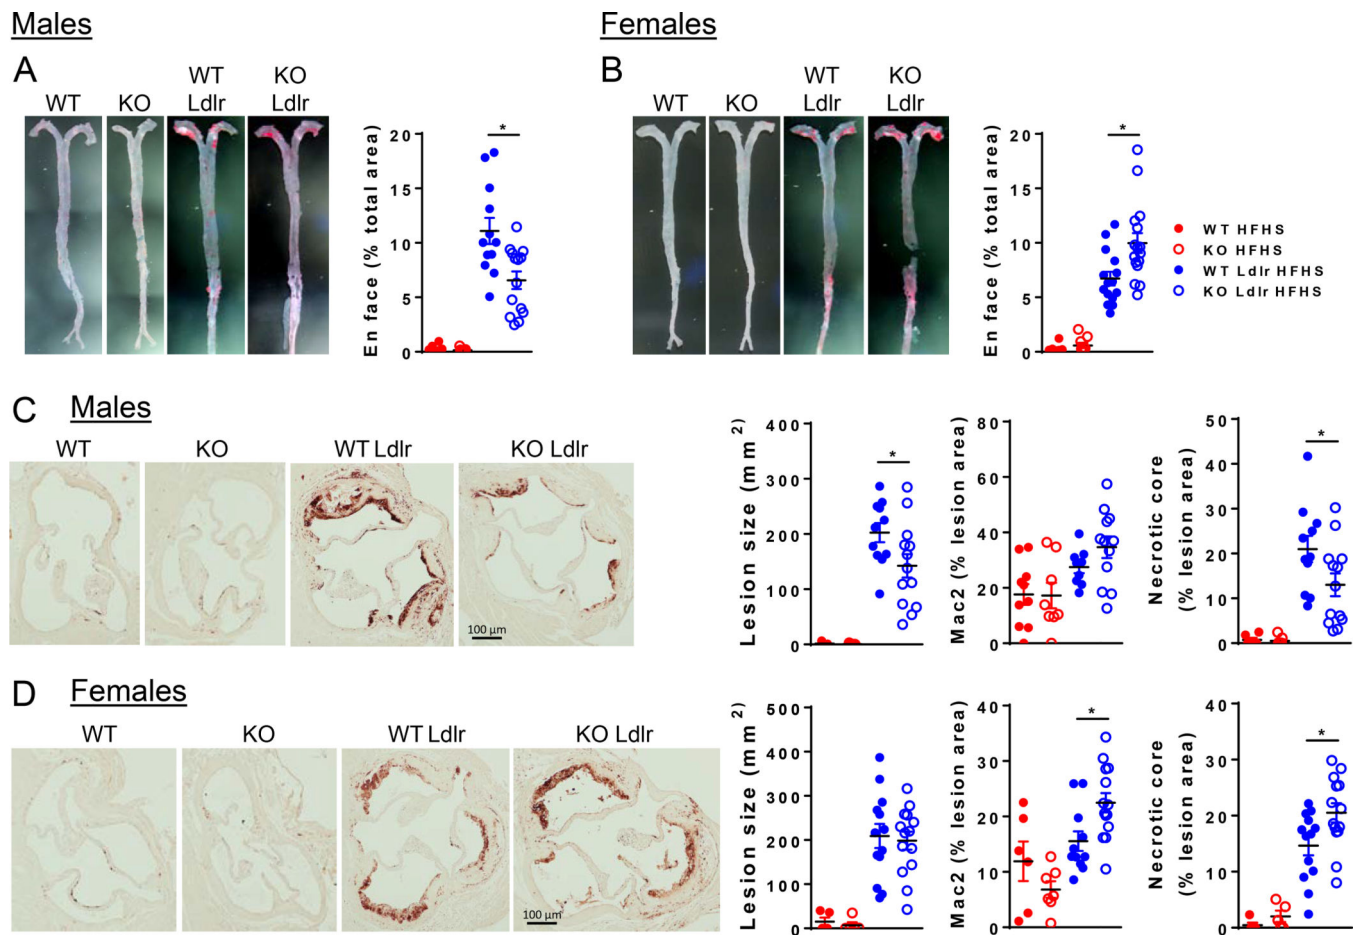 Males
Females
A
WT
KO
WT
Ldlr
KO
Ldlr
En face (% total area)
20
15
10
5
0
*
B
WT
KO
WT
Ldlr
KO
Ldlr
En face (% total area)
20
15
10
5
0
*
WT HFHS
KO HFHS
WT Ldlr HFHS
KO Ldlr HFHS
C
Males
WT
KO
WT Ldlr
KO Ldlr
100 µm
Lesion size (mm²)
400
300
200
100
0
*
Mac2 (% lesion area)
80
60
40
20
0
Necrotic core
(% lesion area)
50
40
30
20
10
0
*
D
Females
WT
KO
WT Ldlr
KO Ldlr
100 µm
Lesion size (mm²)
500
400
300
200
100
0
Mac2 (% lesion area)
40
30
20
10
0
*
Necrotic core
(% lesion area)
40
30
20
10
0
*